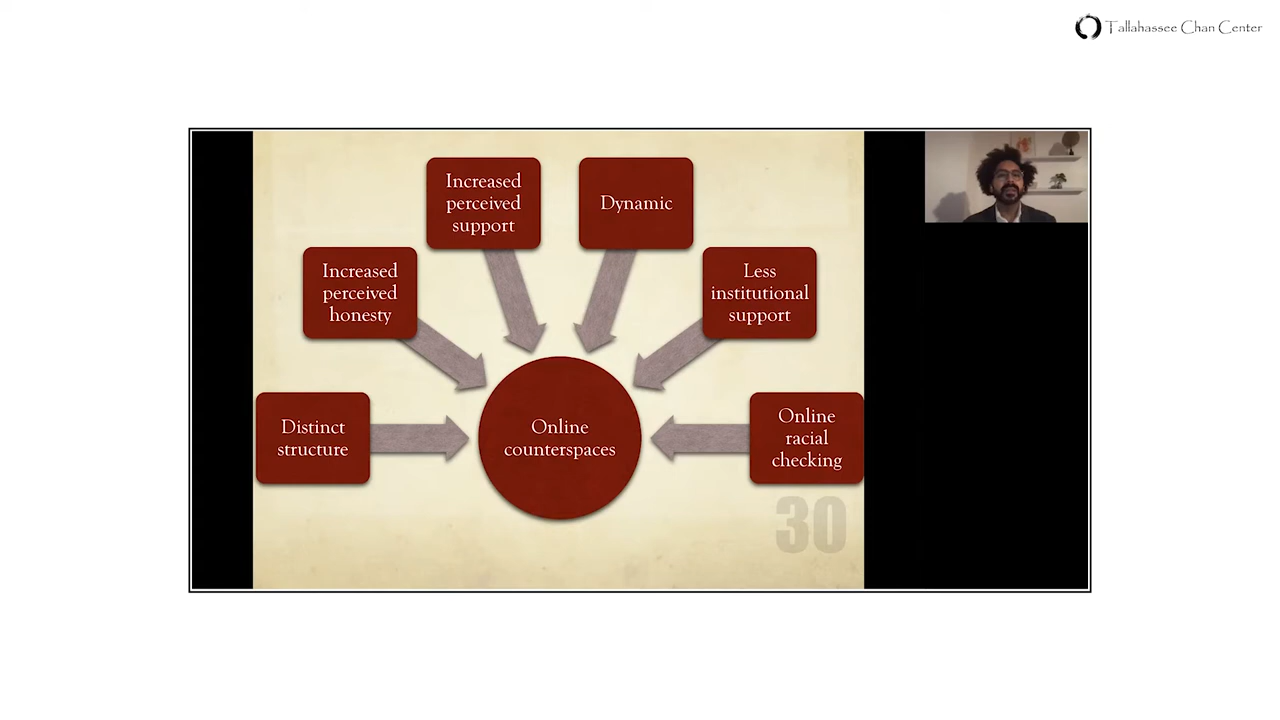 Tallahassee Chan Center
Increased
perceived
support
Dynamic
Increased
perceived
honesty
Less
institutional
support
Distinct
structure
Online
counterspaces
Online
racial
checking
30